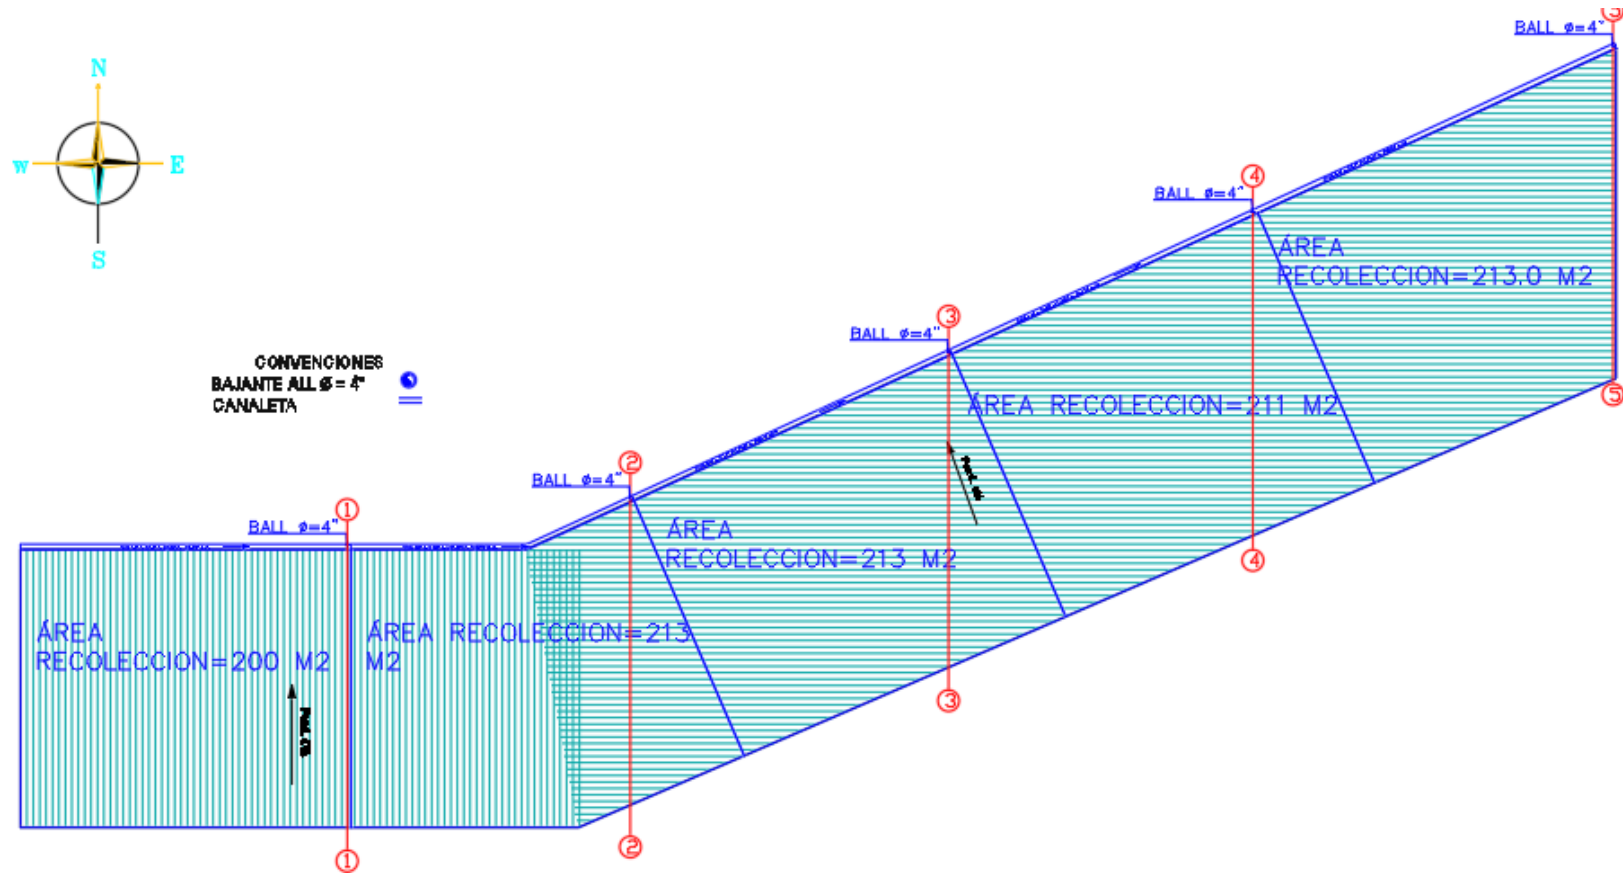 N
W
E
S
CONVENCIONES
BAJANTE ALL Ø = 4"
CANALETA
BALL Ø=4"
1
ÁREA
RECOLECCION=200 M2
1
BALL Ø=4"
2
ÁREA RECOLECCION=213
M2
2
BALL Ø=4"
3
ÁREA
RECOLECCION=213 M2
3
BALL Ø=4"
4
ÁREA RECOLECCION=211 M2
4
BALL Ø=4"
5
ÁREA
RECOLECCION=213.0 M2
5